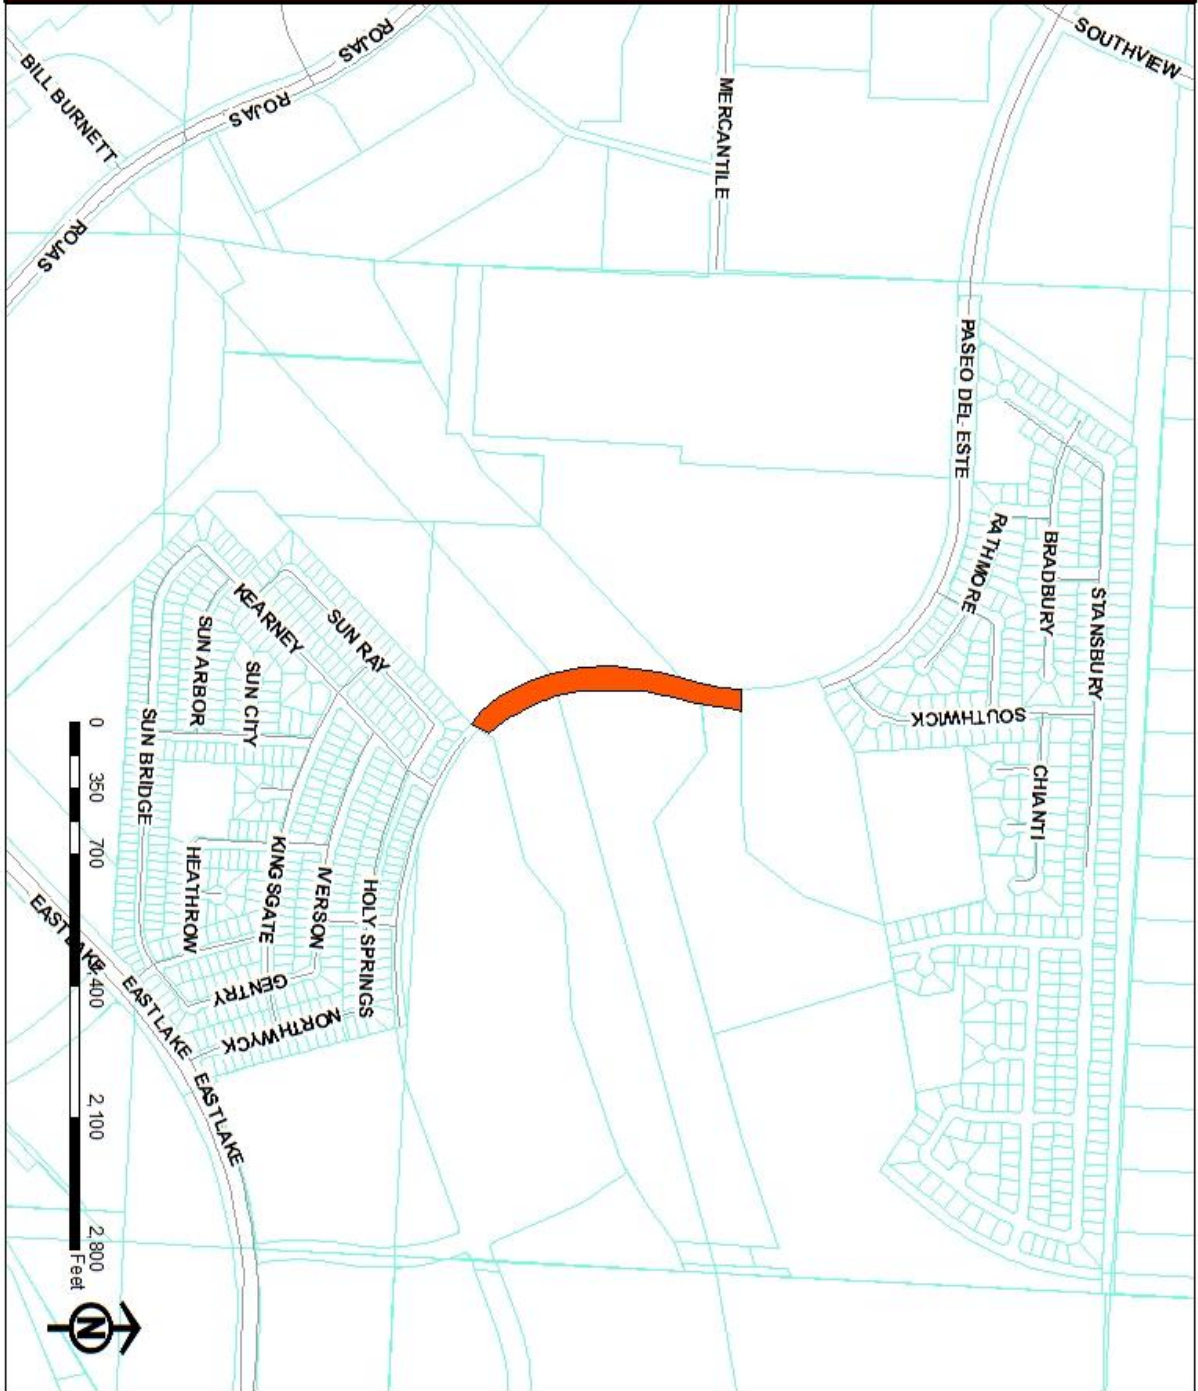 SOUTHVIEW
ROJAS
BILL BURNETT
ROJAS
MERCANTILE
ROJAS
PASEO DEL ESTE
RATHMORE
BRADBURY
STANSBURY
KEARNEY
SUN RAY
SUN ARBOR
SUN CITY
SOUTHWICK
SUN BRIDGE
CHIANTI
KINGSGATE
HEATHROW
IVERSON
HOLY SPRINGS
EASTLAKE
GENTRY
EASTLAKE
NORTHWYCK
EASTLAKE
0 350 700 1,400 2,100 2,800
Feet
N